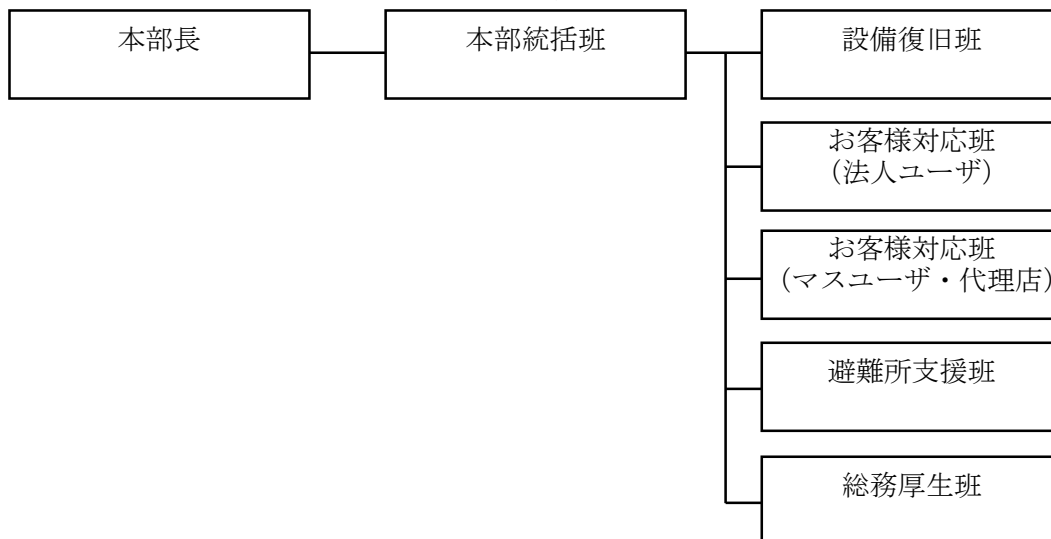 本部長
本部統括班
設備復旧班
お客様対応班
（法人ユーザ）
お客様対応班
（マスユーザ・代理店）
避難所支援班
総務厚生班